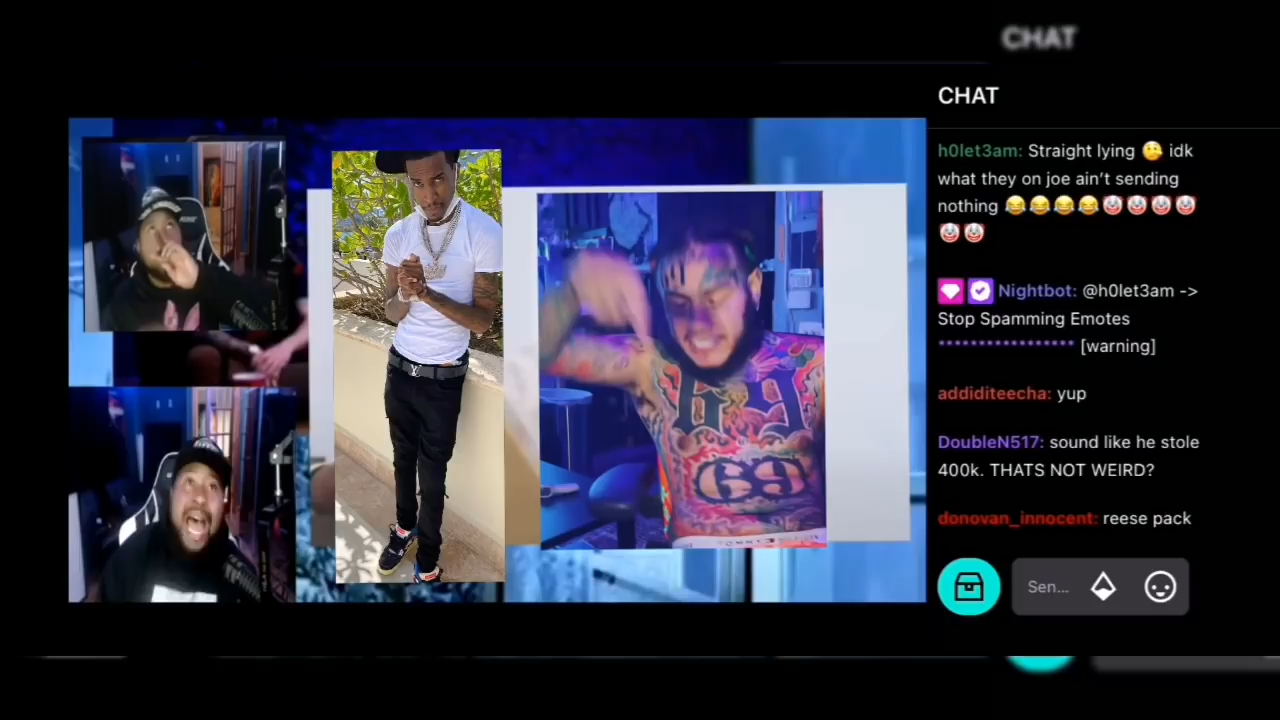 CHAT
CHAT
h0let3am: Straight lying 🤔 idk
what they on joe ain't sending
nothing 😂😂😂😂🤡🤡🤡🤡
🤡🤡
Nightbot: @h0let3am ->
Stop Spamming Emotes
***************** [warning]
addiditeecha: yup
DoubleN517: sound like he stole
400k. THATS NOT WEIRD?
donovan_innocent: reese pack
Sen...
69
69